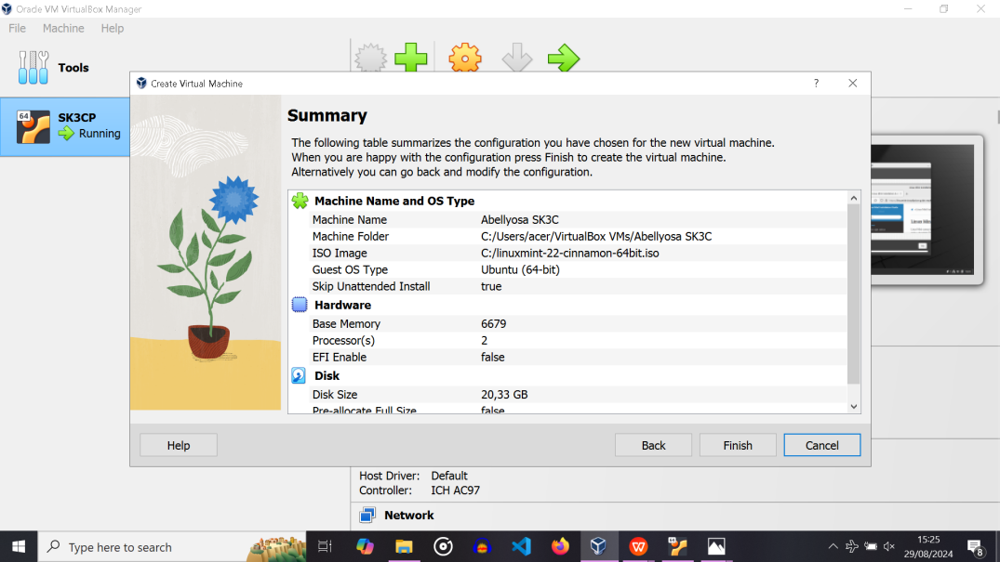 Oracle VM VirtualBox Manager
File Machine Help
Tools
64
SK3CP
Running
Create Virtual Machine
?
Summary
The following table summarizes the configuration you have chosen for the new virtual machine.
When you are happy with the configuration press Finish to create the virtual machine.
Alternatively you can go back and modify the configuration.
Machine Name and OS Type
Machine Name Abellyosa SK3C
Machine Folder C:/Users/acer/VirtualBox VMs/Abellyosa SK3C
ISO Image C:/linuxmint-22-cinnamon-64bit.iso
Guest OS Type Ubuntu (64-bit)
Skip Unattended Install true
Hardware
Base Memory 6679
Processor(s) 2
EFI Enable false
Disk
Disk Size 20,33 GB
Pre-allocate Full Size false
Help Back Finish Cancel
Host Driver: Default
Controller: ICH AC97
Network
Type here to search
15:25
29/08/2024
8